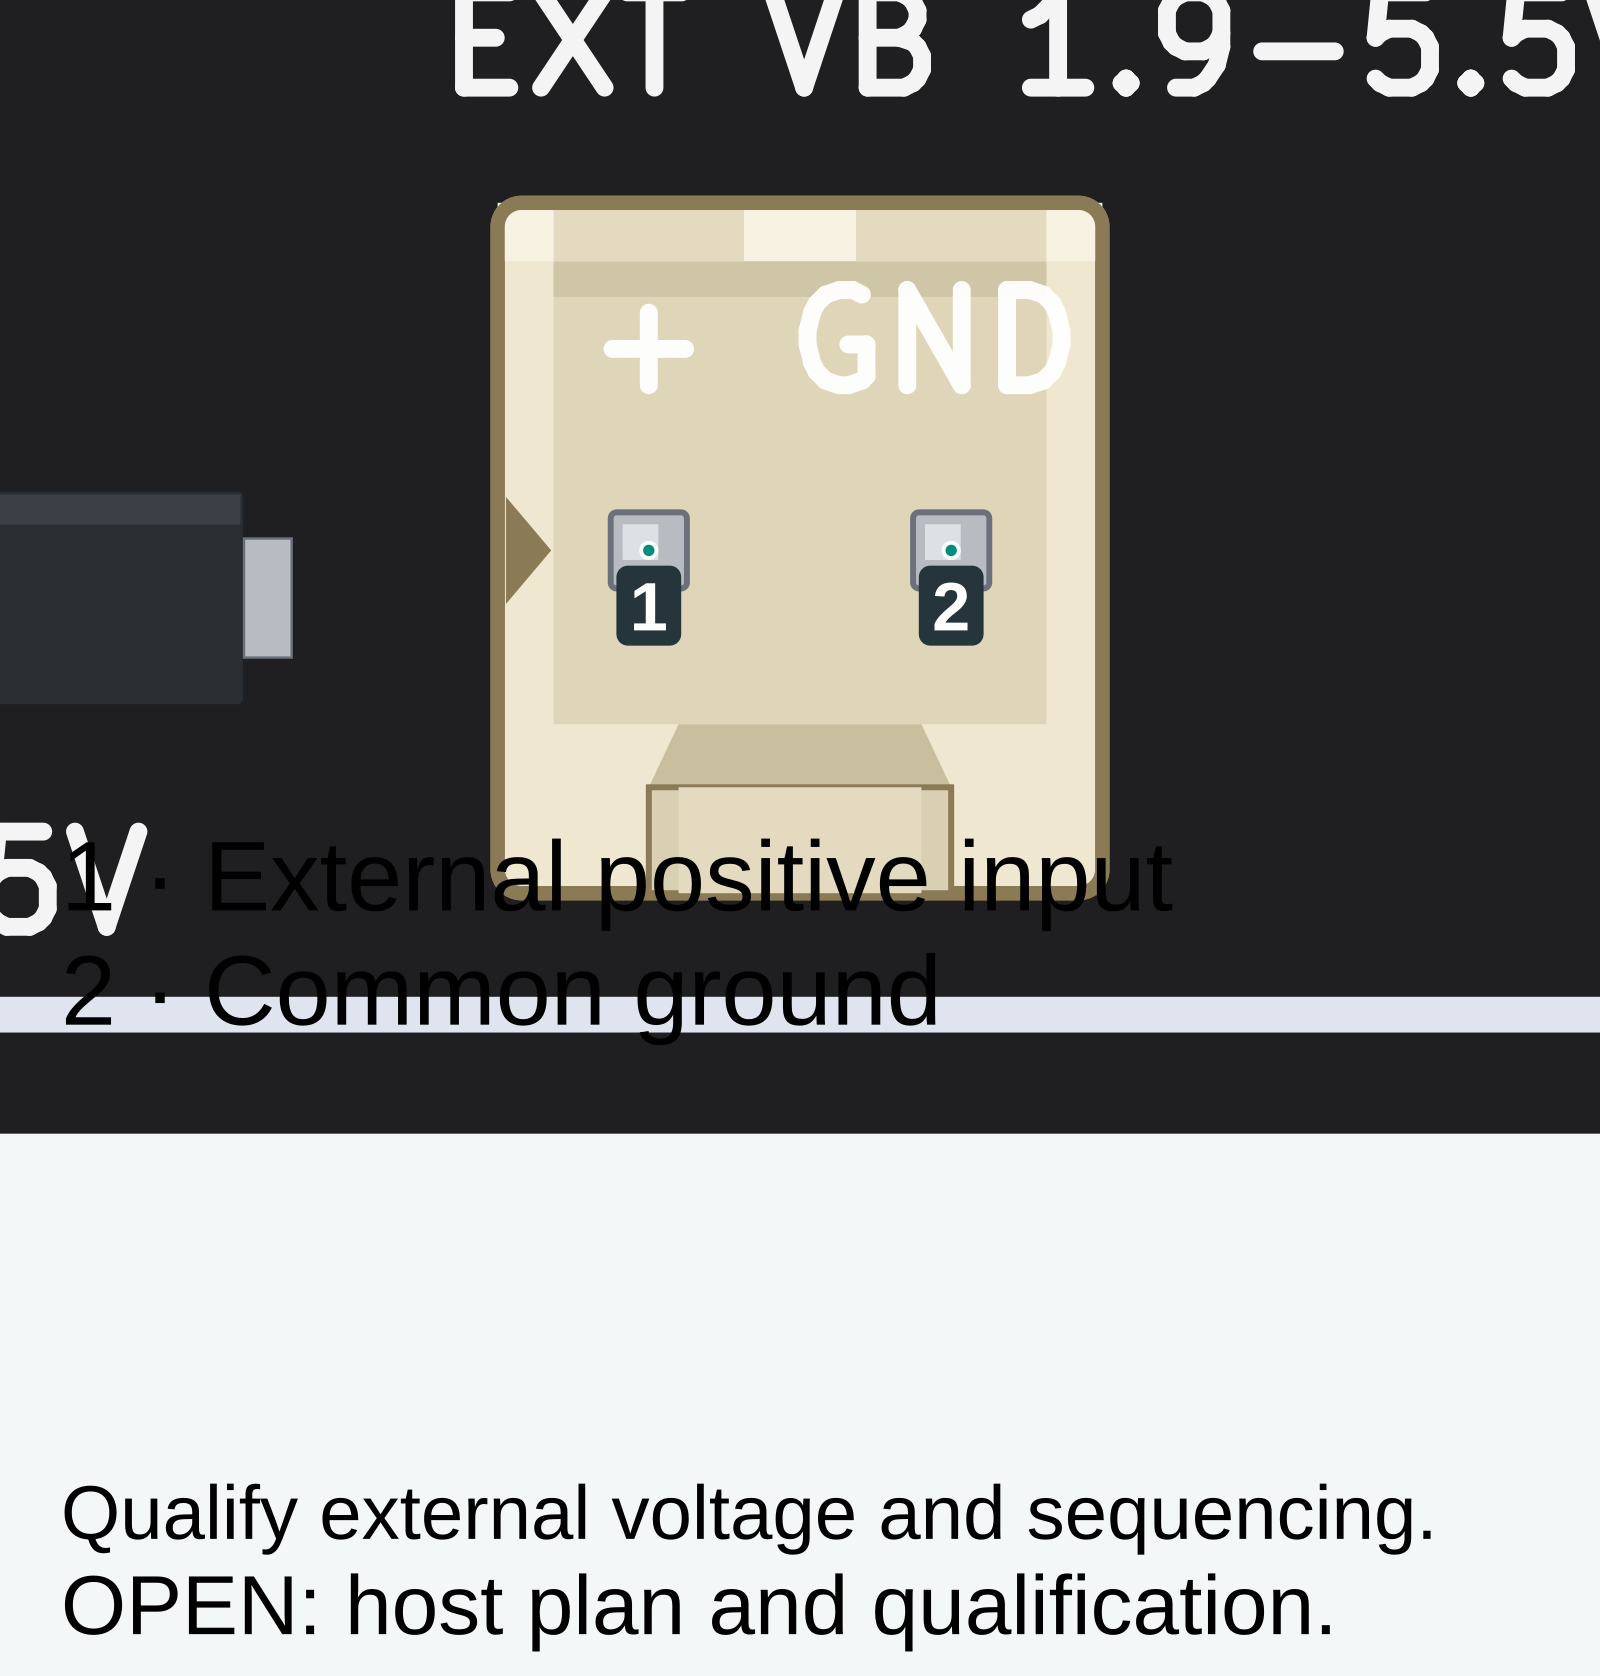 EXT VB 1.9-5.5V
+ GND
1 2
5V
1 · External positive input
2 · Common ground
Qualify external voltage and sequencing.
OPEN: host plan and qualification.